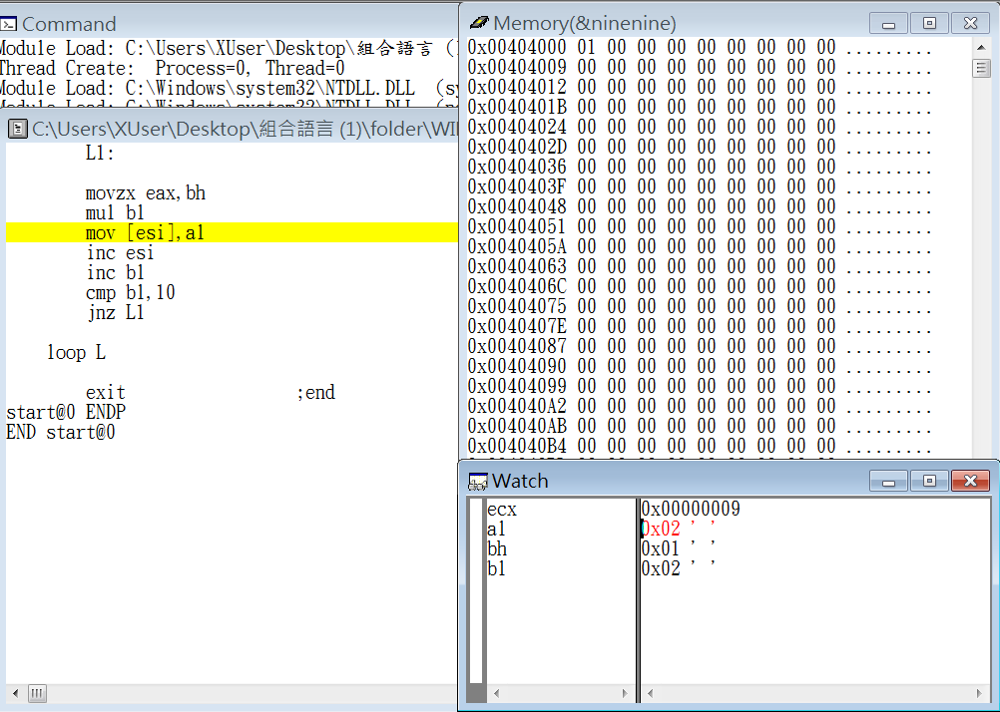 Command
Module Load: C:\Users\XUser\Desktop\組合語言 (
Thread Create:  Process=0, Thread=0
Module Load: C:\Windows\system32\NTDLL.DLL  (sy
Module Load: C:\Windows\system32\NTDLL.DLL
C:\Users\XUser\Desktop\組合語言 (1)\folder\WI
L1:
movzx eax,bh
mul bl
mov [esi],al
inc esi
inc bl
cmp bl,10
jnz L1
loop L
exit                 ;end
start@0 ENDP
END start@0
Memory(&ninenine)
0x00404000 01 00 00 00 00 00 00 00 00 .........
0x00404009 00 00 00 00 00 00 00 00 00 .........
0x00404012 00 00 00 00 00 00 00 00 00 .........
0x0040401B 00 00 00 00 00 00 00 00 00 .........
0x00404024 00 00 00 00 00 00 00 00 00 .........
0x0040402D 00 00 00 00 00 00 00 00 00 .........
0x00404036 00 00 00 00 00 00 00 00 00 .........
0x0040403F 00 00 00 00 00 00 00 00 00 .........
0x00404048 00 00 00 00 00 00 00 00 00 .........
0x00404051 00 00 00 00 00 00 00 00 00 .........
0x0040405A 00 00 00 00 00 00 00 00 00 .........
0x00404063 00 00 00 00 00 00 00 00 00 .........
0x0040406C 00 00 00 00 00 00 00 00 00 .........
0x00404075 00 00 00 00 00 00 00 00 00 .........
0x0040407E 00 00 00 00 00 00 00 00 00 .........
0x00404087 00 00 00 00 00 00 00 00 00 .........
0x00404090 00 00 00 00 00 00 00 00 00 .........
0x00404099 00 00 00 00 00 00 00 00 00 .........
0x004040A2 00 00 00 00 00 00 00 00 00 .........
0x004040AB 00 00 00 00 00 00 00 00 00 .........
0x004040B4 00 00 00 00 00 00 00 00 00 .........
Watch
ecx 0x00000009
al 0x02 ' '
bh 0x01 ' '
bl 0x02 ' '